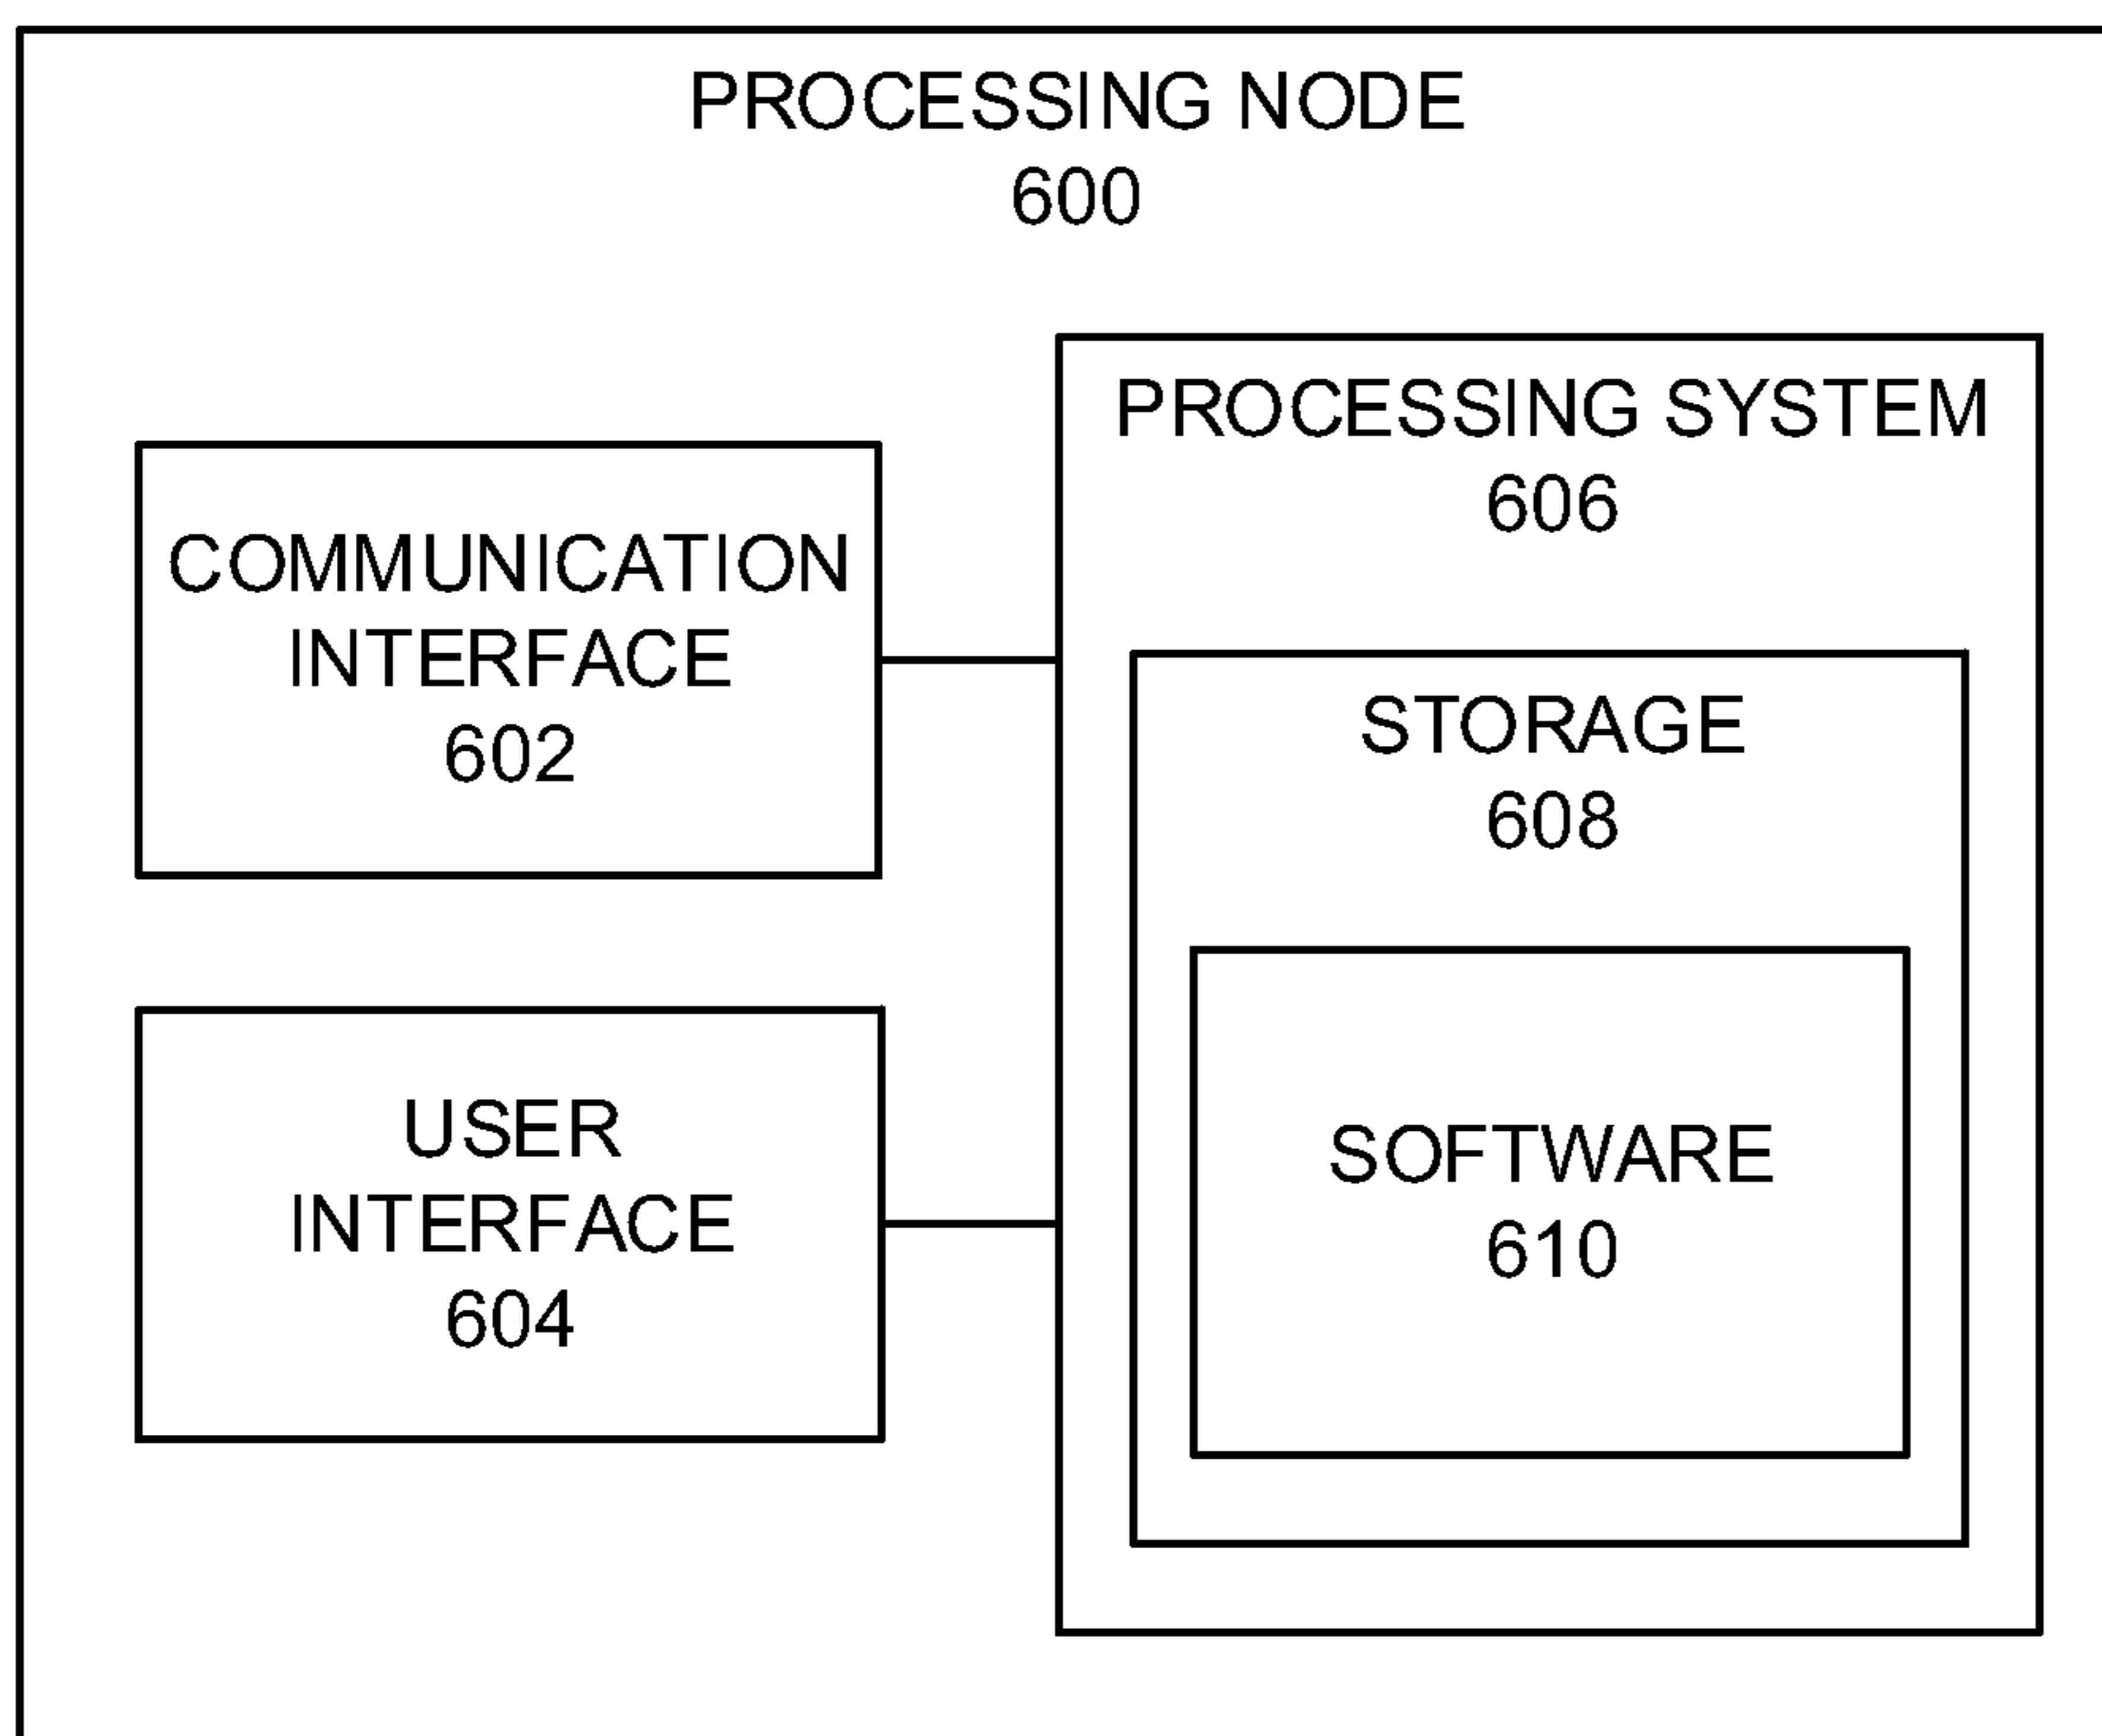 PROCESSING NODE
600
PROCESSING SYSTEM
606
COMMUNICATION
INTERFACE
602
STORAGE
608
USER
INTERFACE
604
SOFTWARE
610